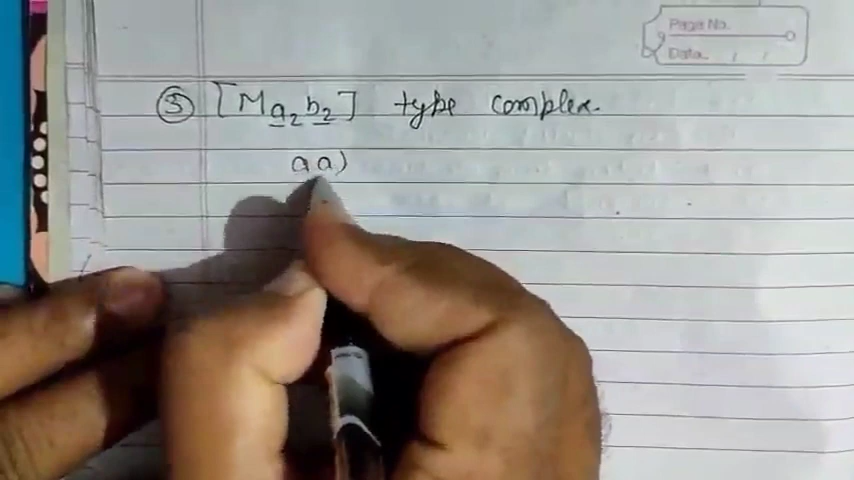 Page No.
Date / /
⑤ [Ma₂b₂] type complex.
aa)